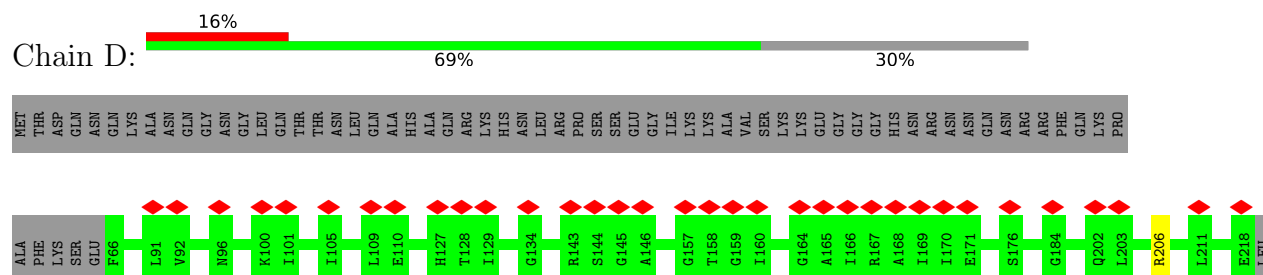 16%
Chain D:
69% 30%
MET THR ASP GLN ASN GLN LYS ALA ASN GLN GLY ASN GLY LEU GLN THR THR ASN LEU GLN ALA HIS ALA GLN ARG LYS HIS ASN LEU ARG PRO SER SER GLU GLY ILE LYS LYS ALA VAL SER LYS LYS GLU GLY GLY GLY HIS ASN ARG ASN ASN GLN ASN ARG ARG PHE GLN LYS PRO
ALA PHE LYS SER GLU F66 L91 V92 N96 K100 I101 I105 L109 E110 H127 T128 I129 G134 R143 S144 G145 A146 G157 T158 G159 I160 G164 A165 I166 R167 A168 I169 I170 E171 S176 G184 Q202 L203 R206 L211 E218